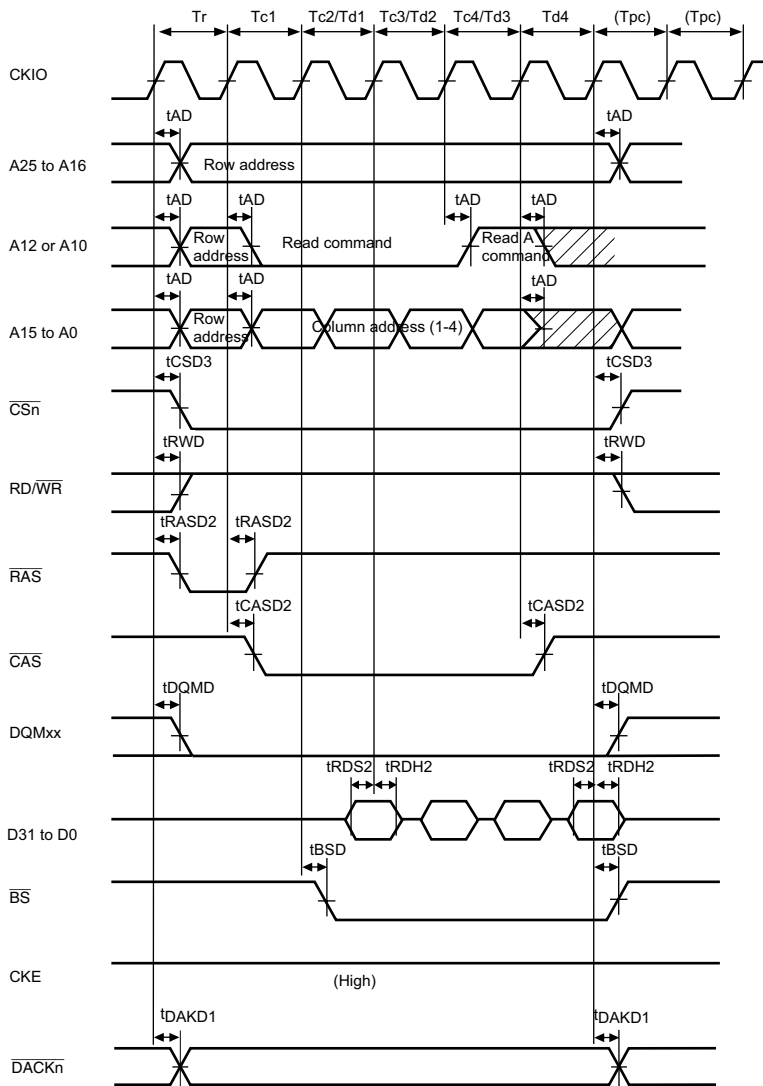 Tr Tc1 Tc2/Td1 Tc3/Td2 Tc4/Td3 Td4 (Tpc) (Tpc)
CKIO
tAD tAD
A25 to A16 Row address
tAD tAD tAD tAD
A12 or A10 Row address Read command Read A command
tAD tAD tAD
A15 to A0 Row address Column address (1-4)
tCSD3 tCSD3
CSn
tRWD tRWD
RD/WR
tRASD2 tRASD2
RAS
tCASD2 tCASD2
CAS
tDQMD tDQMD
DQMxx
tRDS2 tRDH2 tRDS2 tRDH2
D31 to D0
tBSD tBSD
BS
CKE (High)
tDAKD1 tDAKD1
DACKn